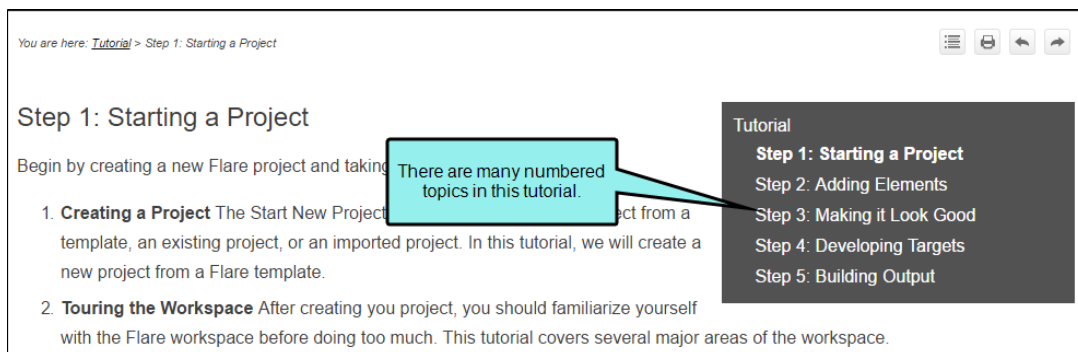 You are here: Tutorial > Step 1: Starting a Project
Step 1: Starting a Project
Begin by creating a new Flare project and taking
1. Creating a Project The Start New Project ect from a
template, an existing project, or an imported project. In this tutorial, we will create a
new project from a Flare template.
2. Touring the Workspace After creating you project, you should familiarize yourself
with the Flare workspace before doing too much. This tutorial covers several major areas of the workspace.
There are many numbered
topics in this tutorial.
Tutorial
Step 1: Starting a Project
Step 2: Adding Elements
Step 3: Making it Look Good
Step 4: Developing Targets
Step 5: Building Output